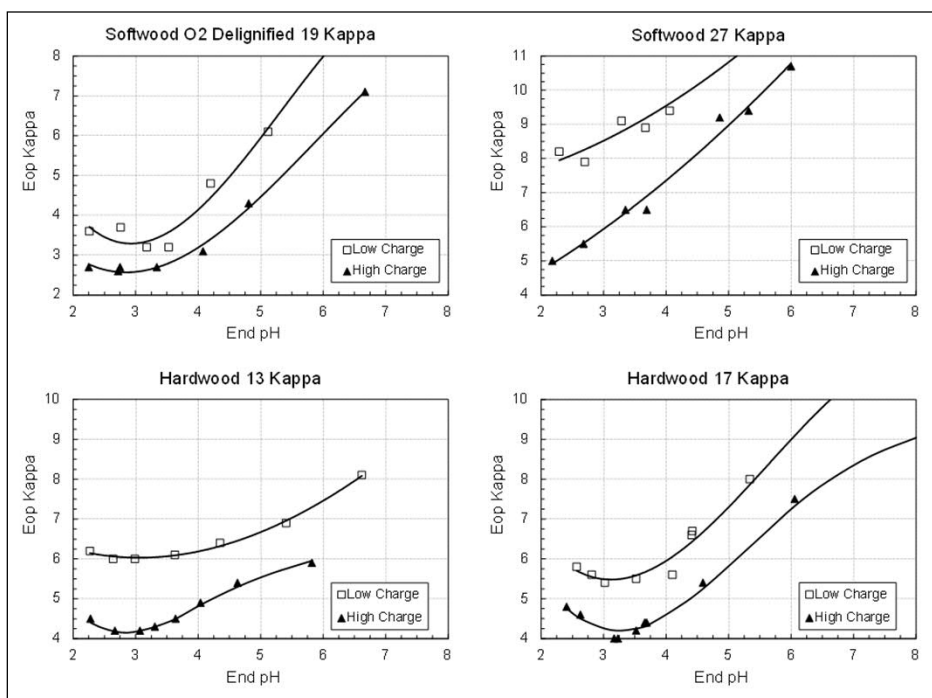 Softwood O2 Delignified 19 Kappa
8
7
6
5
4
3
2
Eop Kappa
2 3 4 5 6 7 8
End pH
Low Charge
High Charge
Softwood 27 Kappa
11
10
9
8
7
6
5
4
Eop Kappa
2 3 4 5 6 7 8
End pH
Low Charge
High Charge
Hardwood 13 Kappa
10
9
8
7
6
5
4
Eop Kappa
2 3 4 5 6 7 8
End pH
Low Charge
High Charge
Hardwood 17 Kappa
10
9
8
7
6
5
4
Eop Kappa
2 3 4 5 6 7 8
End pH
Low Charge
High Charge